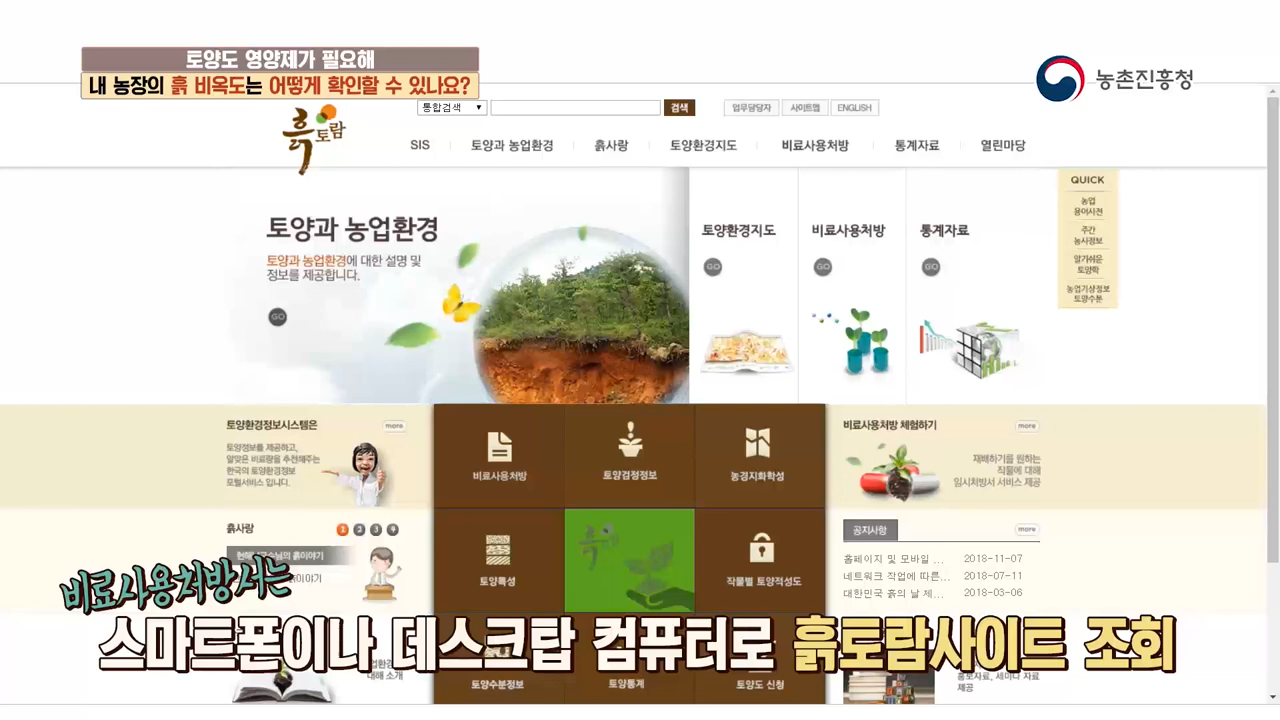 토양도 영양제가 필요해
내 농장의 흙 비옥도는 어떻게 확인할 수 있나요?
농촌진흥청
흙토람
통합검색
검색
업무담당자 사이트맵 ENGLISH
SIS 토양과 농업환경 흙사랑 토양환경지도 비료사용처방 통계자료 열린마당
QUICK
농업
용어사전
주간
농사정보
알기쉬운
토양학
농업기상정보
토양수분
토양과 농업환경
토양과 농업환경에 대한 설명 및
정보를 제공합니다.
GO
토양환경지도
GO
비료사용처방
GO
통계자료
GO
토양환경정보시스템은 more
토양정보를 제공하고,
알맞은 비료량을 추천해주는
한국의 토양환경정보
포털서비스 입니다.
비료사용처방 토양검정정보 농경지화학성
비료사용처방 체험하기 more
재배하기를 원하는
작물에 대해
임시처방서 서비스 제공
흙사랑 1 2 3 4
토양특성 흙 작물별 토양적성도
공지사항 more
홈페이지 및 모바일 ... 2018-11-07
네트워크 작업에 따른... 2018-07-11
대한민국 흙의 날 제... 2018-03-06
비료사용처방서는
스마트폰이나 데스크탑 컴퓨터로 흙토람사이트 조회
대해 소개
토양수분정보 토양통계 토양도 신청
홍보자료, 세미나 자료
제공